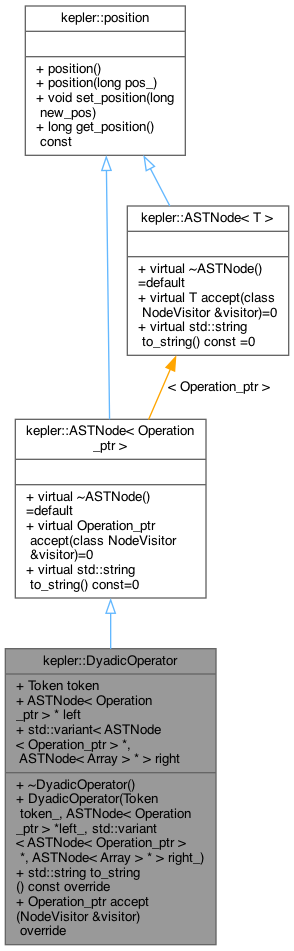 kepler::position
+ position()
+ position(long pos_)
+ void set_position(long
new_pos)
+ long get_position()
const
kepler::ASTNode< T >
+ virtual ~ASTNode()
=default
+ virtual T accept(class
NodeVisitor &visitor)=0
+ virtual std::string
to_string() const =0
< Operation_ptr >
kepler::ASTNode< Operation
_ptr >
+ virtual ~ASTNode()
=default
+ virtual Operation_ptr
accept(class NodeVisitor
&visitor)=0
+ virtual std::string
to_string() const=0
kepler::DyadicOperator
+ Token token
+ ASTNode< Operation
_ptr > * left
+ std::variant< ASTNode
< Operation_ptr > *,
ASTNode< Array > * > right
+ ~DyadicOperator()
+ DyadicOperator(Token
token_, ASTNode< Operation
_ptr > *left_, std::variant
< ASTNode< Operation_ptr >
*, ASTNode< Array > * > right_)
+ std::string to_string
() const override
+ Operation_ptr accept
(NodeVisitor &visitor)
override